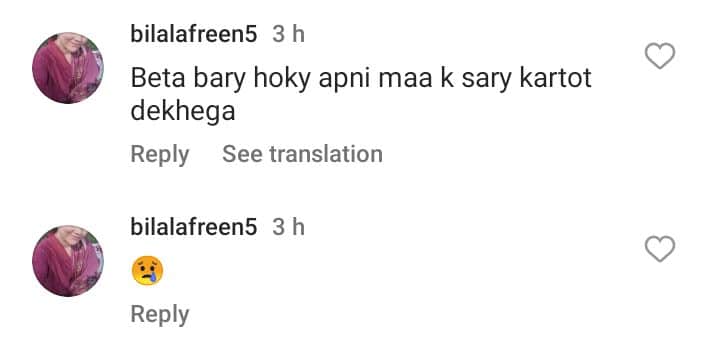 bilalafreen5 3 h
Beta bary hoky apni maa k sary kartot
dekhega
Reply See translation
bilalafreen5 3 h
😢
Reply